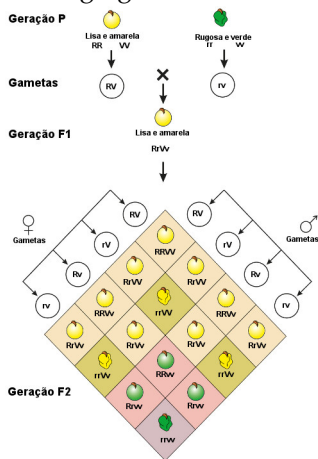 Geração P
Lisa e amarela
RR VV
Rugosa e verde
rr vv
Gametas
RV
rv
Geração F1
Lisa e amarela
RrVv
Gametas
Gametas
RV RV
rV rV
Rv Rv
rv rv
RRVV
RrVV RrVV
RRVv rrVV RRVv
RrVv RrVv RrVv RrVv
rrVv RRvv rrVv
Geração F2
Rrvv Rrvv
rrvv